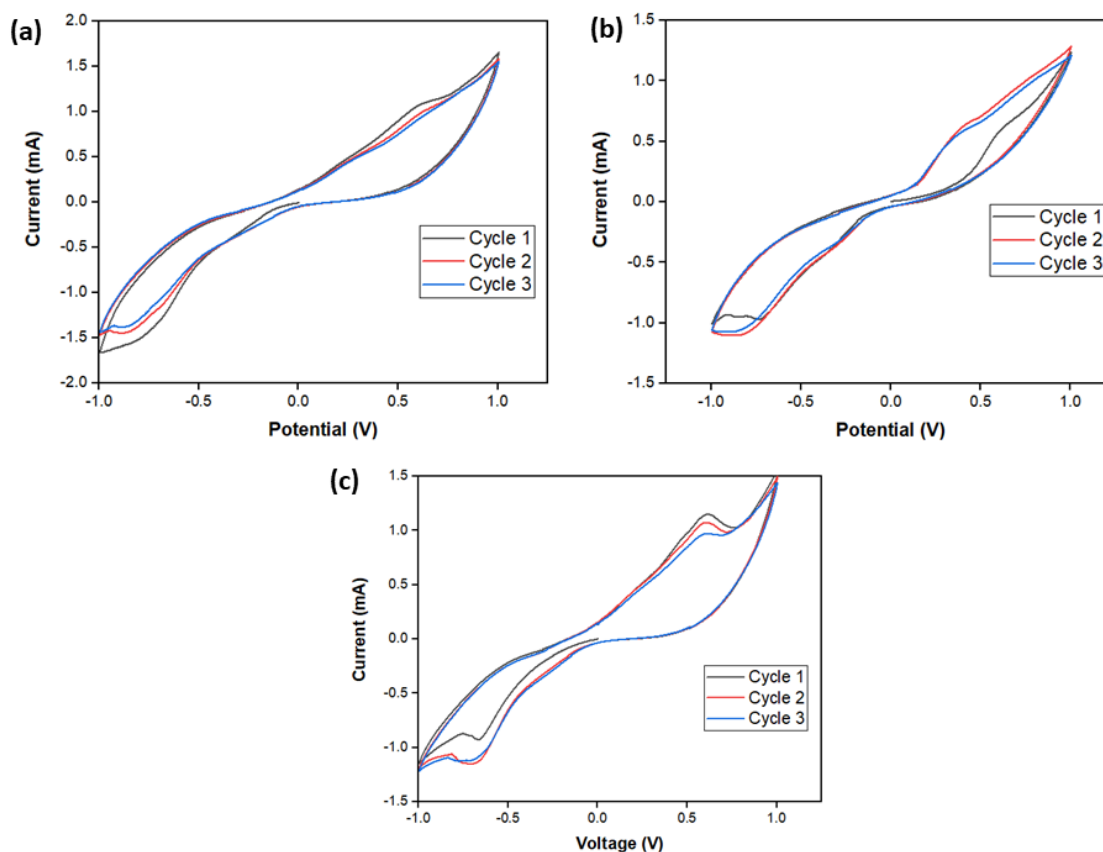 (a)
2.0
1.5
1.0
0.5
0.0
-0.5
-1.0
-1.5
-2.0
Current (mA)
Cycle 1
Cycle 2
Cycle 3
-1.0 -0.5 0.0 0.5 1.0
Potential (V)
(b)
1.5
1.0
0.5
0.0
-0.5
-1.0
-1.5
Current (mA)
Cycle 1
Cycle 2
Cycle 3
-1.0 -0.5 0.0 0.5 1.0
Potential (V)
(c)
1.5
1.0
0.5
0.0
-0.5
-1.0
-1.5
Current (mA)
Cycle 1
Cycle 2
Cycle 3
-1.0 -0.5 0.0 0.5 1.0
Voltage (V)